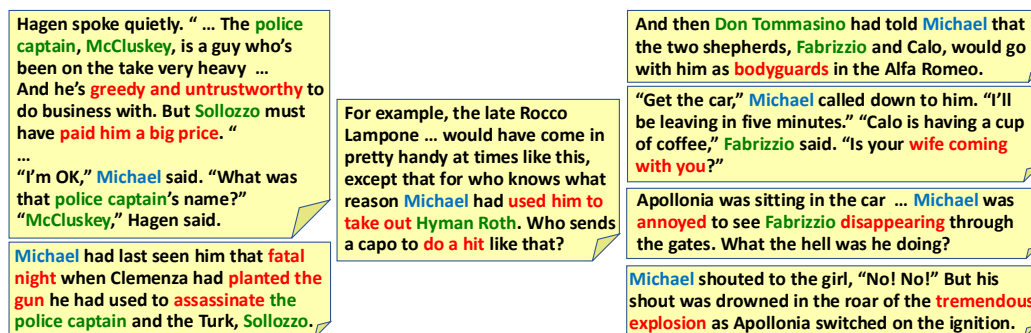 Hagen spoke quietly. “ … The police
captain, McCluskey, is a guy who’s
been on the take very heavy …
And he’s greedy and untrustworthy to
do business with. But Sollozzo must
have paid him a big price. “
…
“I’m OK,” Michael said. “What was
that police captain’s name?”
“McCluskey,” Hagen said.
Michael had last seen him that fatal
night when Clemenza had planted the
gun he had used to assassinate the
police captain and the Turk, Sollozzo.
For example, the late Rocco
Lampone … would have come in
pretty handy at times like this,
except that for who knows what
reason Michael had used him to
take out Hyman Roth. Who sends
a capo to do a hit like that?
And then Don Tommasino had told Michael that
the two shepherds, Fabrizzio and Calo, would go
with him as bodyguards in the Alfa Romeo.
“Get the car,” Michael called down to him. “I’ll
be leaving in five minutes.” “Calo is having a cup
of coffee,” Fabrizzio said. “Is your wife coming
with you?”
Apollonia was sitting in the car … Michael was
annoyed to see Fabrizzio disappearing through
the gates. What the hell was he doing?
Michael shouted to the girl, “No! No!” But his
shout was drowned in the roar of the tremendous
explosion as Apollonia switched on the ignition.